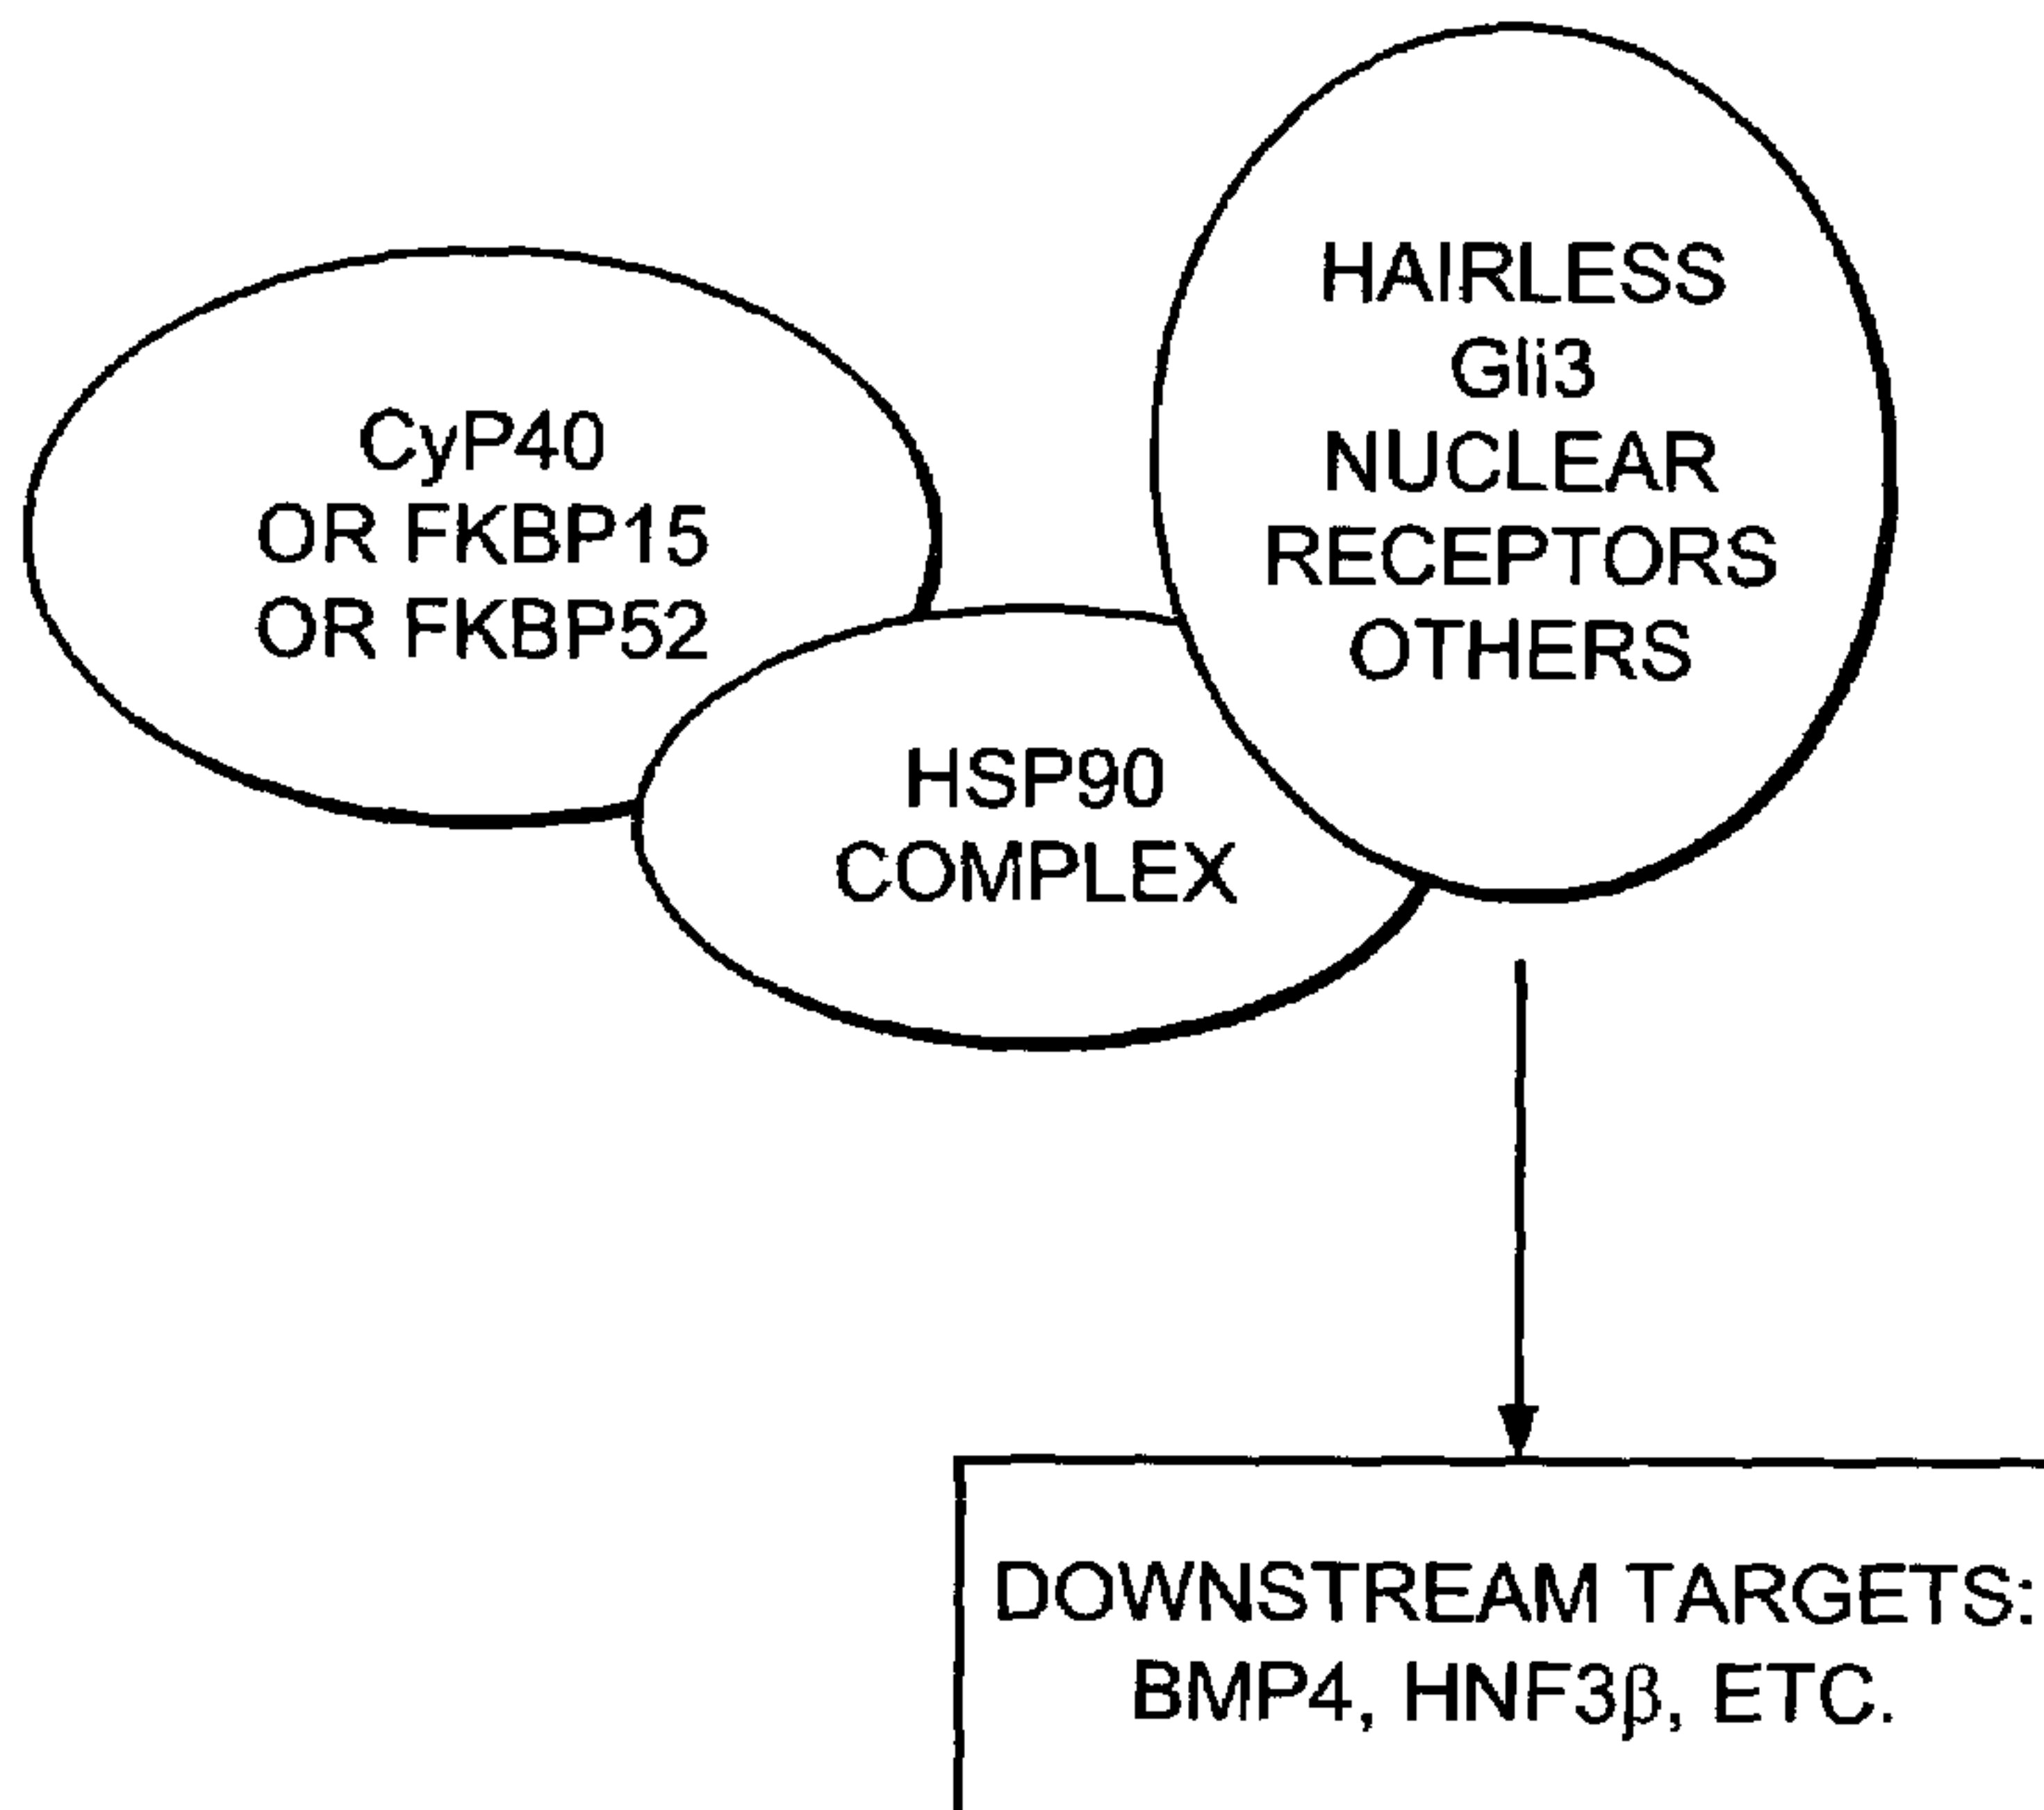 HAIRLESS
Gli3
NUCLEAR
RECEPTORS
OTHERS
CyP40
OR FKBP15
OR FKBP52
HSP90
COMPLEX
DOWNSTREAM TARGETS:
BMP4, HNF3β, ETC.